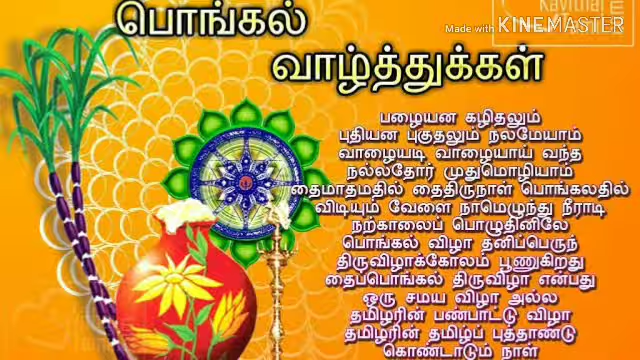 பொங்கல்
வாழ்த்துக்கள்
Made with KINEMASTER
பழையன கழிதலும்
புதியன புகுதலும் நலமேயாம்
வாழையடி வாழையாய் வந்த
நல்லதோர் முதுமொழியாம்
தைமாதமதில் தைதிருநாள் பொங்கலதில்
விடியும் வேளை நாமெழுந்து நீராடி
நற்காலைப் பொழுதினிலே
பொங்கல் விழா தனிப்பெருந்
திருவிழாக்கோலம் பூணுகிறது
தைப்பொங்கல் திருவிழா என்பது
ஒரு சமய விழா அல்ல
தமிழரின் பண்பாட்டு விழா
தமிழரின் தமிழ்ப் புத்தாண்டு
கொண்டாடும் நாள்